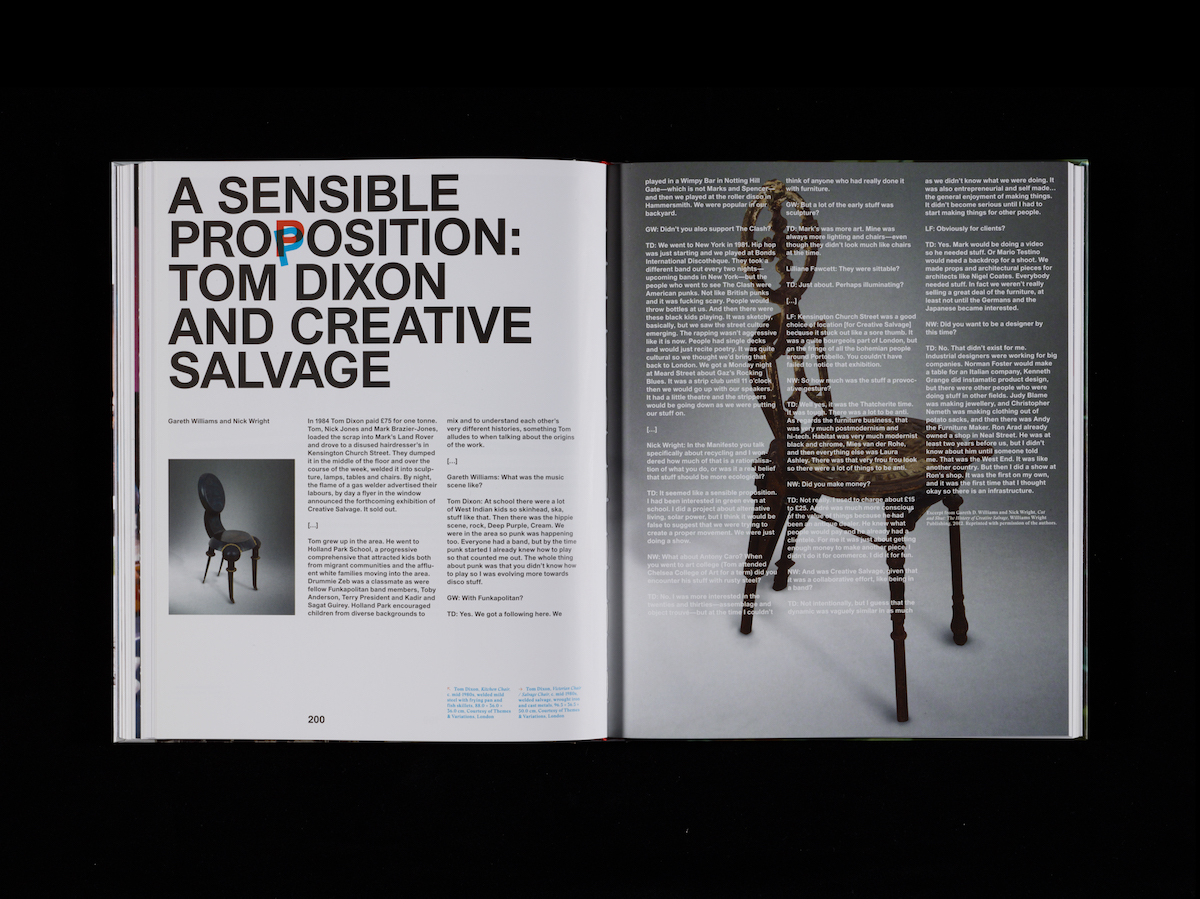 A SENSIBLE
PROPOSITION:
TOM DIXON
AND CREATIVE
SALVAGE
Gareth Williams and Nick Wright
In 1984 Tom Dixon paid £75 for one tonne.
Tom, Nick Jones and Mark Brazier-Jones,
loaded the scrap into Mark's Land Rover
and drove to a disused hairdresser's in
Kensington Church Street. They dumped
it in the middle of the floor and over the
course of the week, welded it into sculp-
ture, lamps, tables and chairs. By night,
the flame of a gas welder advertised their
labours, by day a flyer in the window
announced the forthcoming exhibition of
Creative Salvage. It sold out.
[...]
Tom grew up in the area. He went to
Holland Park School, a progressive
comprehensive that attracted kids both
from migrant communities and the afflu-
ent white families moving into the area.
Drummie Zeb was a classmate as were
fellow Funkapolitan band members, Toby
Anderson, Terry President and Kadir and
Sagat Guirey. Holland Park encouraged
children from diverse backgrounds to
mix and to understand each other's
very different histories, something Tom
alludes to when talking about the origins
of the work.
[...]
Gareth Williams: What was the music
scene like?
Tom Dixon: At school there were a lot
of West Indian kids so skinhead, ska,
stuff like that. Then there was the hippie
scene, rock, Deep Purple, Cream. We
were in the area so punk was happening
too. Everyone had a band, but by the time
punk started I already knew how to play
so that counted me out. The whole thing
about punk was that you didn't know how
to play so I was evolving more towards
disco stuff.
GW: With Funkapolitan?
TD: Yes. We got a following here. We
Tom Dixon, Kitchen Chair,
c. mid 1980s, welded mild
steel with frying pan and
fish skillets,
Courtesy of Themes
& Variations, London
Tom Dixon,
Salvage Chair, c. mid 1980s,
welded salvage, wrought iron
and cast metals,
Courtesy of Themes
& Variations, London
200
played in a Wimpy Bar in Notting Hill
Gate—which is not Marks and Spencer,
and then we played at the roller disco in
Hammersmith. We were popular in our
backyard.
GW: Didn't you also support The Clash?
TD: We went to New York in 1981. Hip hop
was just starting and we played at Bonds
International Discothèque. They took a
different band out every two nights—
upcoming bands in New York—but the
people who went to see The Clash were
American punks. Not like British punks
and it was fucking scary. People would
throw bottles at us. And then there were
these black kids playing. It was sketchy,
basically, but we saw the street culture
emerging. The rapping wasn't aggressive
like it is now. People had single decks
and would just recite poetry. It was quite
cultural so we thought we'd bring that
back to London. We got a Monday night
at Meard Street about Gaz's Rocking
Blues. It was a strip club until 11 o'clock
then we would go up with our speakers.
It had a little theatre and the strippers
would be going down as we were putting
our stuff on.
[...]
Nick Wright: In the Manifesto you talk
specifically about recycling and I won-
dered how much of that is a rationalisa-
tion of what you do, or was it a real belief
that stuff should be more ecological?
TD: It seemed like a sensible proposition.
I had been interested in green even at
school. I did a project about alternative
living, solar power, but I think it would be
false to suggest that we were trying to
create a proper movement. We were just
doing a show.
NW: What about Antony Caro? When
you went to art college (Tom attended
Chelsea College of Art for a term) did you
encounter his stuff with rusty steel?
TD: No. I was more interested in the
twenties and thirties—assemblage and
object trouvé—but at the time I couldn't
think of anyone who had really done it
with furniture.
GW: But a lot of the early stuff was
sculpture?
TD: Mark's was more art. Mine was
always more lighting and chairs—even
though they didn't look much like chairs
at the time.
Liliane Fawcett: They were sittable?
TD: Just about. Perhaps illuminating?
[...]
LF: Kensington Church Street was a good
choice of location [for Creative Salvage]
because it stuck out like a sore thumb. It
was a pure bourgeois part of London, but
on the fringe of all the bohemian people
around Portobello. You couldn't have
failed to notice that exhibition.
NW: So how much was the stuff a provoc-
ative gesture?
TD: Well yes, it was the Thatcherite time.
It was tough. There was a lot to be anti.
As regards the furniture business, that
was very much postmodernism and
hi-tech. Habitat was very much modernist
black and chrome, Mies van der Rohe,
and then everything else was Laura
Ashley. There was that very frou frou look
so there were a lot of things to be anti.
NW: Did you make money?
TD: Not really. I used to charge about £15
to £25. Andre was much more conscious
of the value of things because he had
been an antique dealer. He knew what
people would pay and he already had a
clientele. For me it was just about getting
enough money to make another piece. I
didn't do it for commerce. I did it for fun.
NW: And was Creative Salvage, given that
it was a collaborative effort, like being in
a band?
TD: Not intentionally, but I guess that the
dynamic was vaguely similar in as much
as we didn't know what we were doing. It
was also entrepreneurial and self made...
the general enjoyment of making things.
It didn't become serious until I had to
start making things for other people.
LF: Obviously for clients?
TD: Yes. Mark would be doing a video
so he needed stuff. Or Mario Testino
would need a backdrop for a shoot. We
made props and architectural pieces for
architects like Nigel Coates. Everybody
needed stuff. In fact we weren't really
selling a great deal of the furniture, at
least not until the Germans and the
Japanese became interested.
NW: Did you want to be a designer by
this time?
TD: No. That didn't exist for me.
Industrial designers were working for big
companies. Norman Foster would make
a table for an Italian company, Kenneth
Grange did instamatic product design,
but there were other people who were
doing stuff in other fields. Judy Blame
was making jewellery, and Christopher
Nemeth was making clothing out of
potato sacks, and then there was Andy
the Furniture Maker. Ron Arad already
owned a shop in Neal Street. He was at
least two years before us, but I didn't
know about him until someone told
me. That was the West End. It was like
another country. But then I did a show at
Ron's shop. It was the first on my own,
and it was the first time that I thought
okay so there is an infrastructure.
Excerpt from Gareth D. Williams and Nick Wright, Cut
and Shut: The History of Creative Salvage, Williams Wright
Publishing, 2012. Reprinted with permission of the authors.